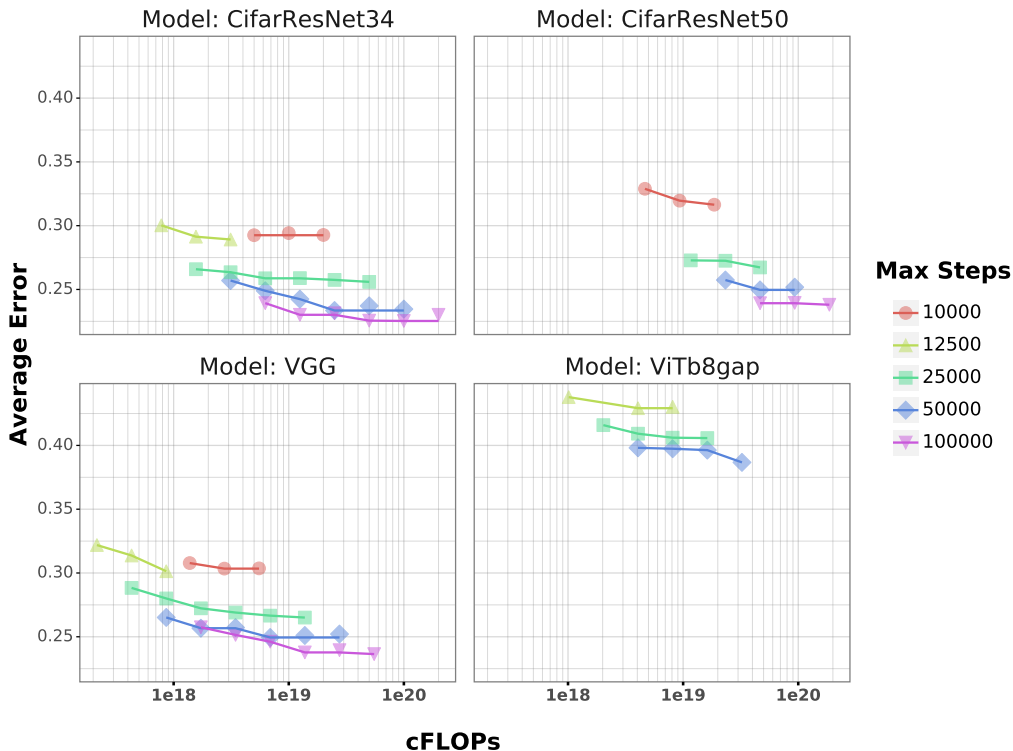 Model: CifarResNet34
Model: CifarResNet50
0.40
0.35
0.30
0.25
Model: VGG
Model: ViTb8gap
0.40
0.35
0.30
0.25
1e18
1e19
1e20
1e18
1e19
1e20
Average Error
cFLOPs
Max Steps
10000
12500
25000
50000
100000